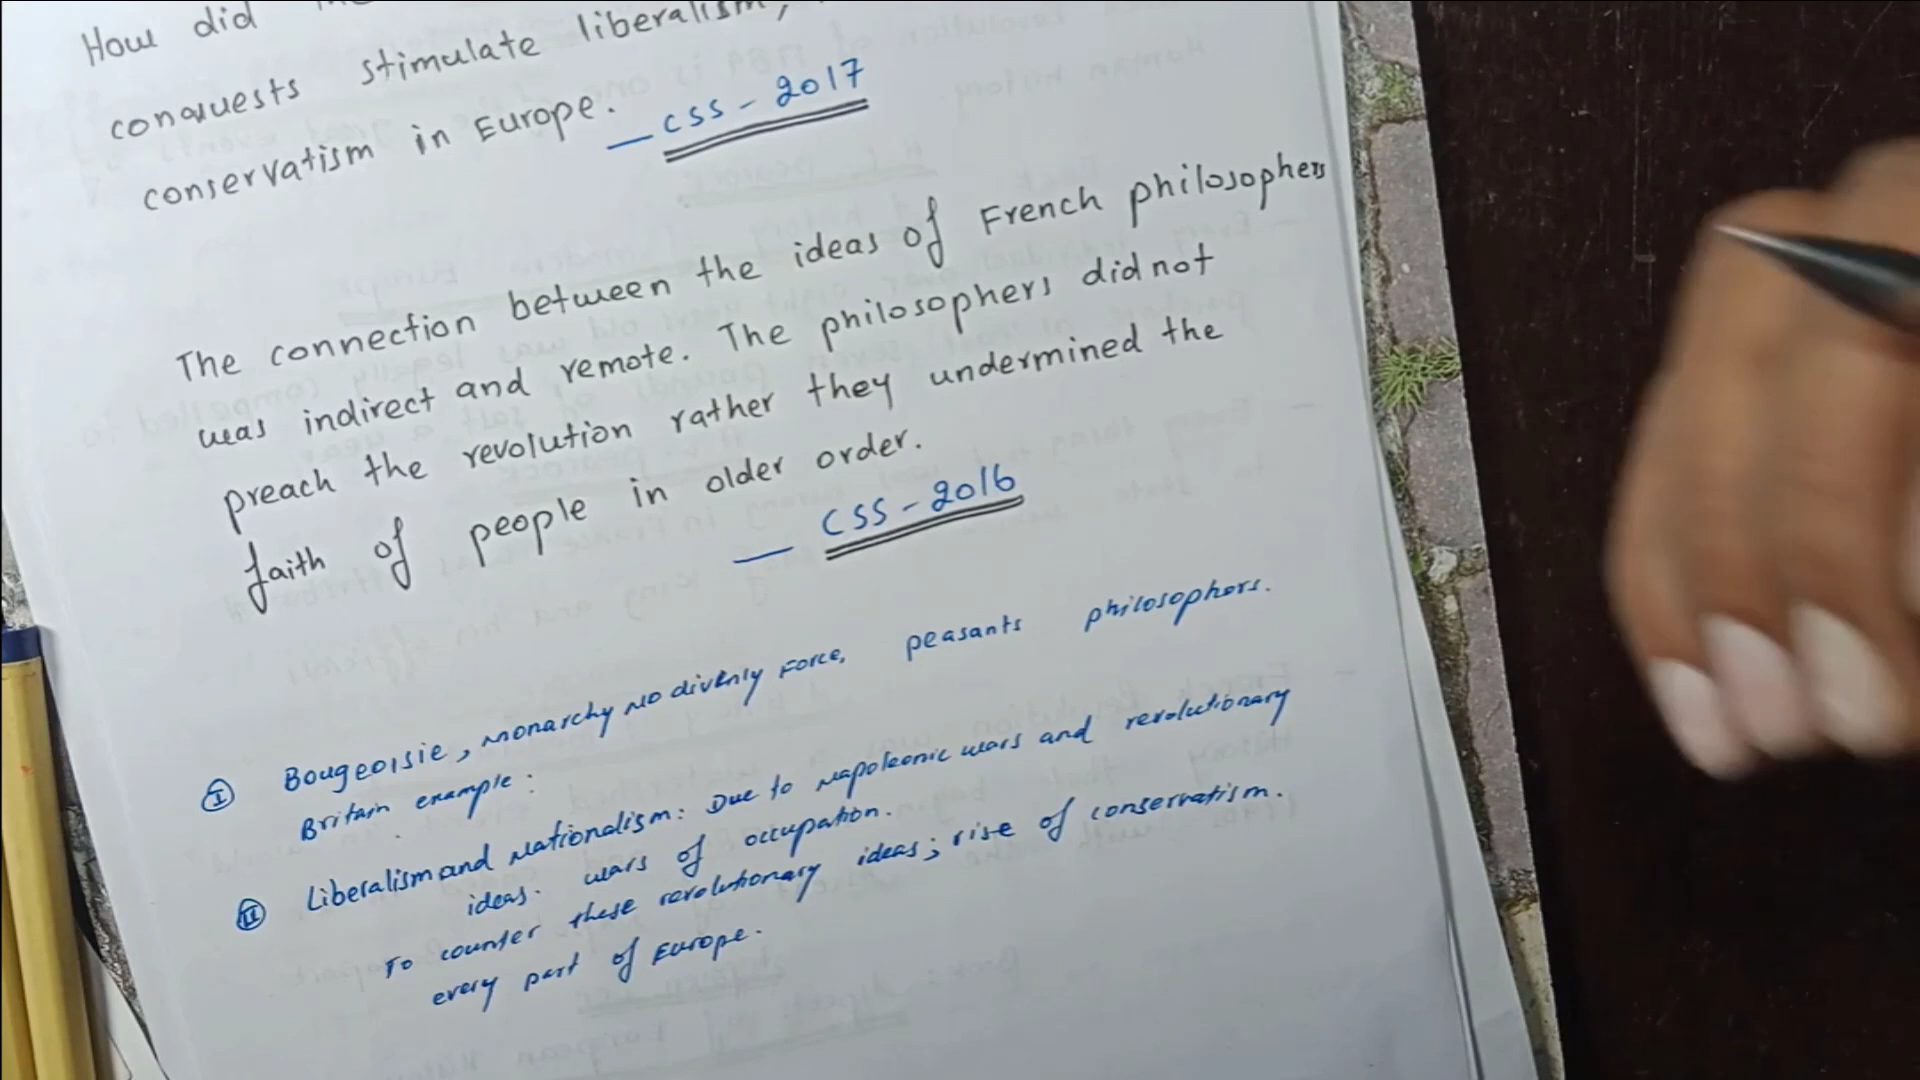 How did
conquests stimulate liberalism,
conservatism in Europe. — CSS - 2017
The connection between the ideas of French philosophers
was indirect and remote. The philosophers did not
preach the revolution rather they undermined the
faith of people in older order.
— CSS - 2016
I Bougeoisie, monarchy no divenly force, peasants philosophers.
Britain example:
II Liberalism and Nationalism: Due to Napoleonic wars and revolutionary
ideas. wars of occupation.
To counter these revolutionary ideas; rise of conservatism.
every part of Europe.